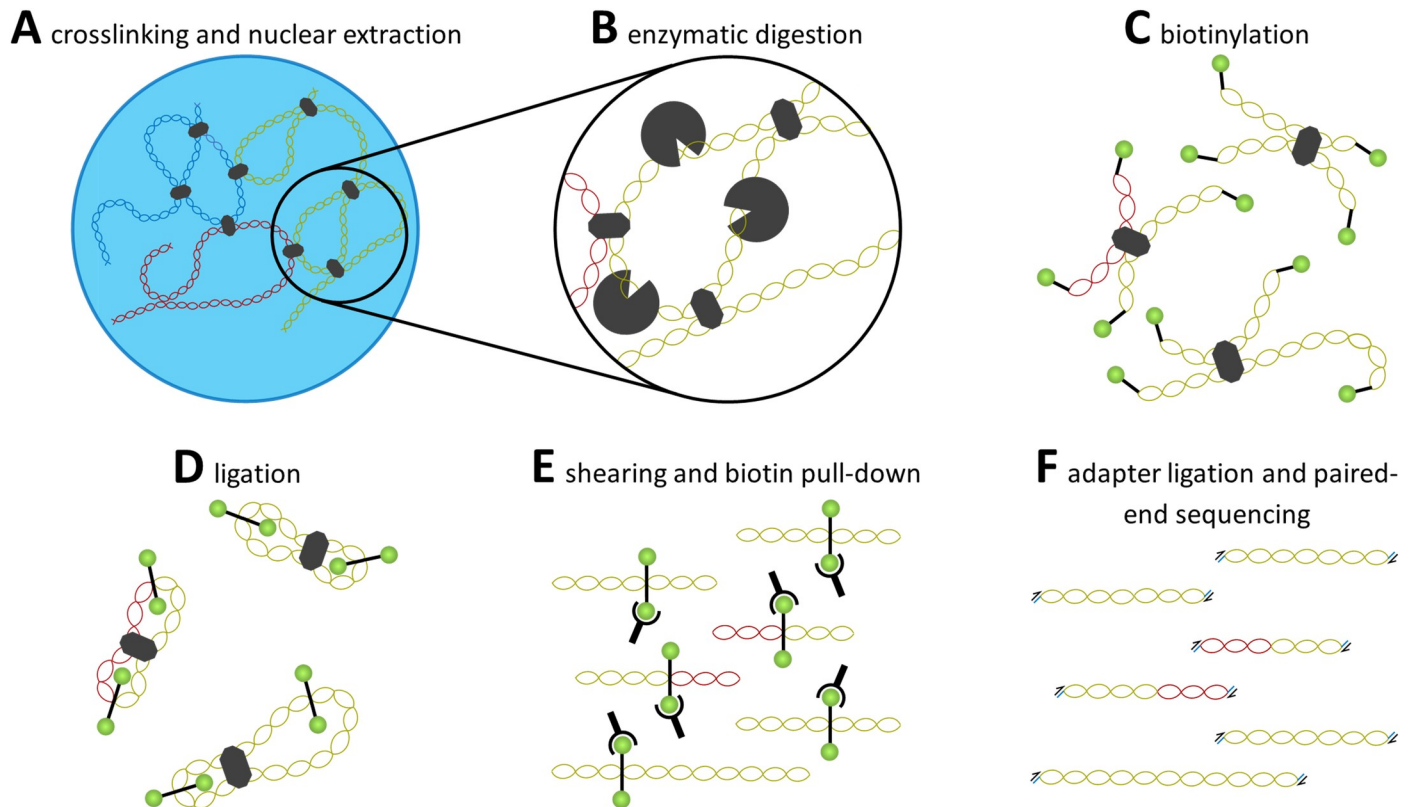 A crosslinking and nuclear extraction
B enzymatic digestion
C biotinylation
D ligation
E shearing and biotin pull-down
F adapter ligation and paired-
end sequencing